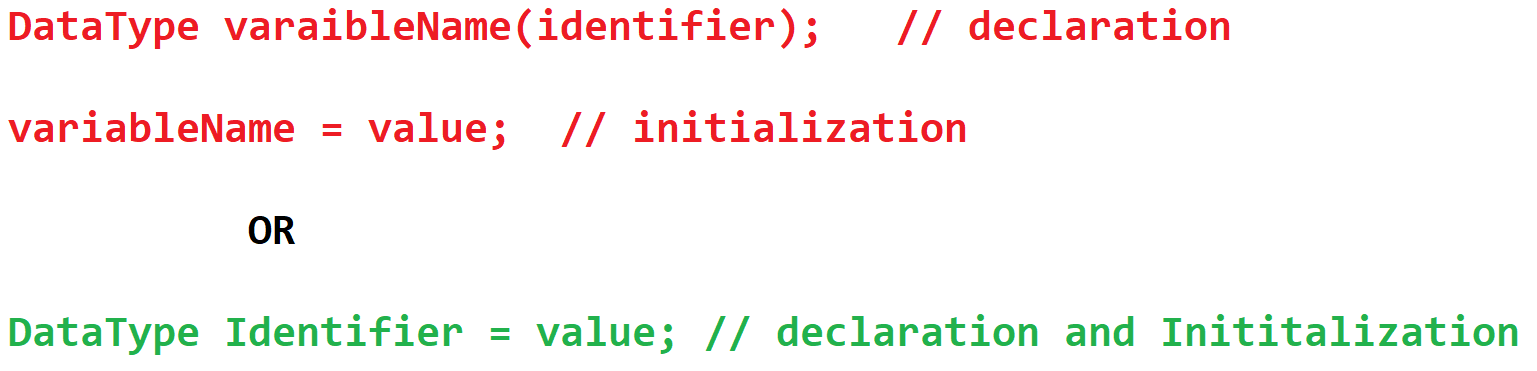 DataType varaibleName(identifier);   // declaration
variableName = value;  // initialization
OR
DataType Identifier = value; // declaration and Inititalization